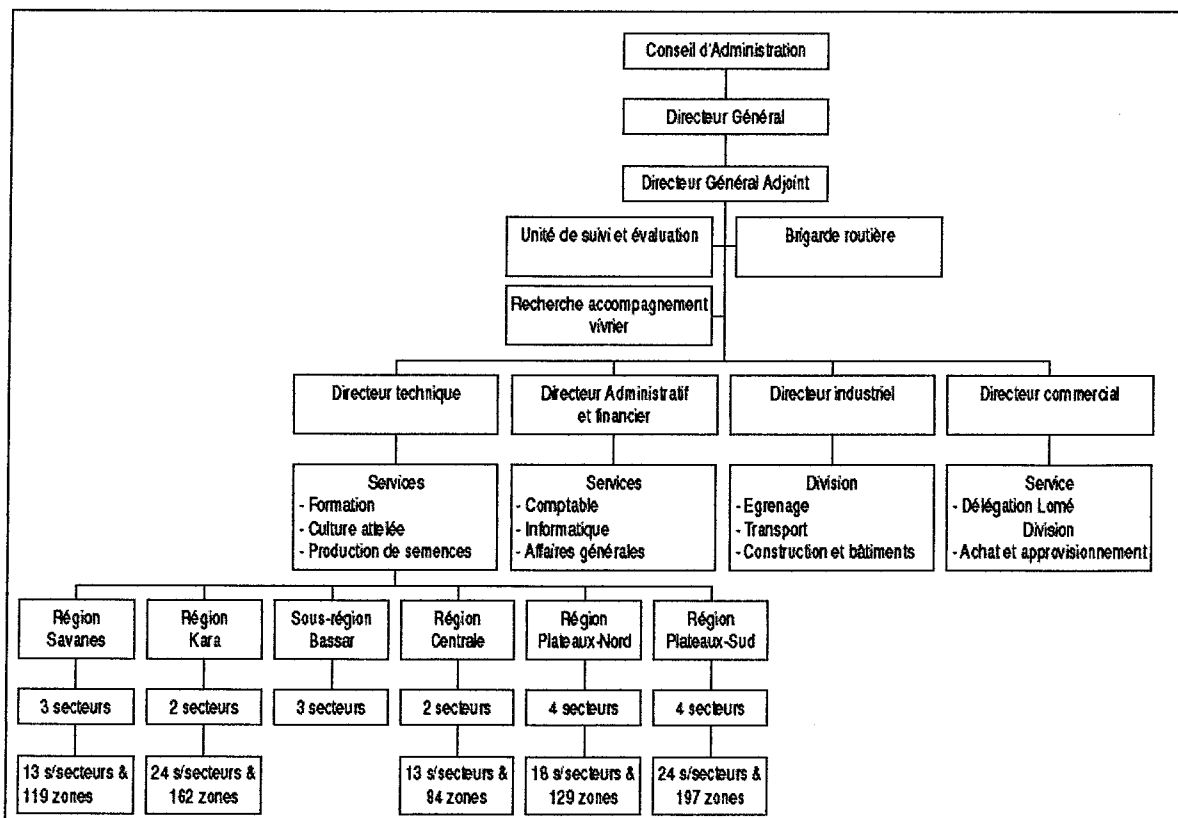 Conseil d'Administration
Directeur Général
Directeur Général Adjoint
Unité de suivi et évaluation
Brigarde routière
Recherche accompagnement
vivrier
Directeur technique
Directeur Administratif
et financier
Directeur industriel
Directeur commercial
Services
- Formation
- Culture attelée
- Production de semences
Services
- Comptable
- Informatique
- Affaires générales
Division
- Egrenage
- Transport
- Construction et bâtiments
Service
- Délégation Lomé
Division
- Achat et approvisionnement
Région
Savanes
Région
Kara
Sous-région
Bassar
Région
Centrale
Région
Plateaux-Nord
Région
Plateaux-Sud
3 secteurs
2 secteurs
3 secteurs
2 secteurs
4 secteurs
4 secteurs
13 s/secteurs &
119 zones
24 s/secteurs &
162 zones
13 s/secteurs &
84 zones
18 s/secteurs &
129 zones
24 s/secteurs &
197 zones